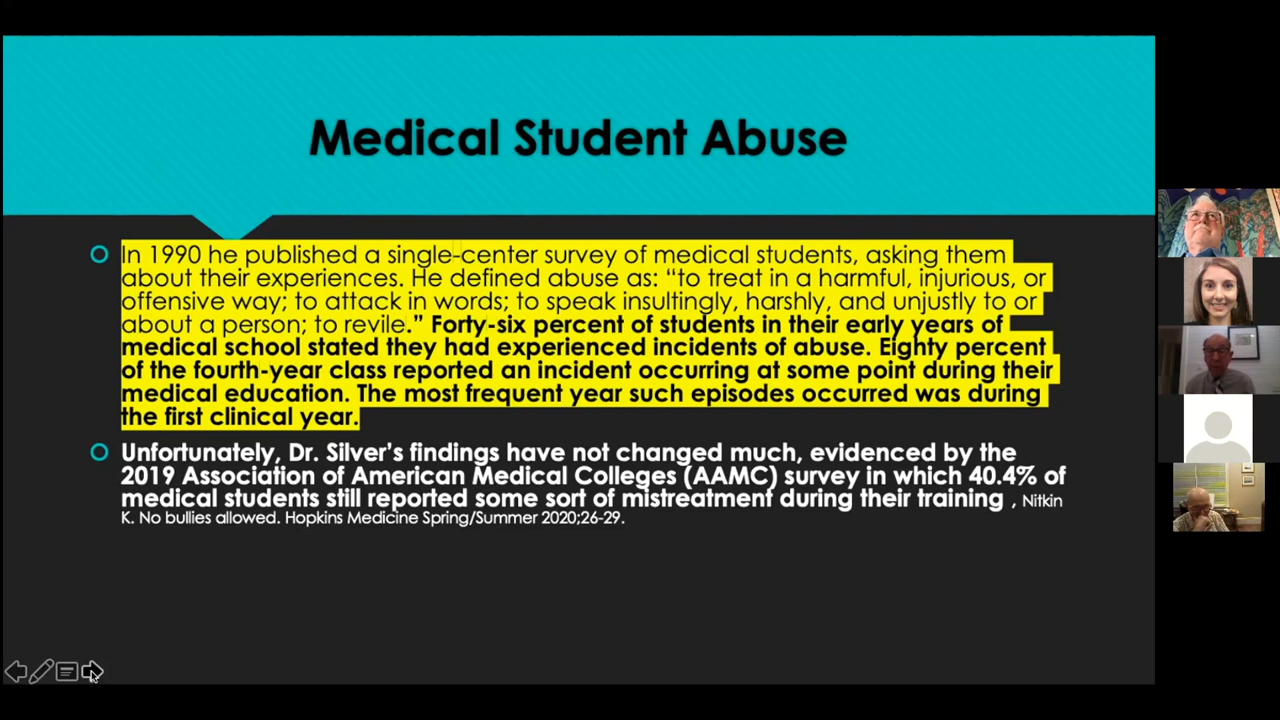 Medical Student Abuse
In 1990 he published a single-center survey of medical students, asking them
about their experiences. He defined abuse as: “to treat in a harmful, injurious, or
offensive way; to attack in words; to speak insultingly, harshly, and unjustly to or
about a person; to revile.” Forty-six percent of students in their early years of
medical school stated they had experienced incidents of abuse. Eighty percent
of the fourth-year class reported an incident occurring at some point during their
medical education. The most frequent year such episodes occurred was during
the first clinical year.
Unfortunately, Dr. Silver’s findings have not changed much, evidenced by the
2019 Association of American Medical Colleges (AAMC) survey in which 40.4% of
medical students still reported some sort of mistreatment during their training , Nitkin
K. No bullies allowed. Hopkins Medicine Spring/Summer 2020;26-29.